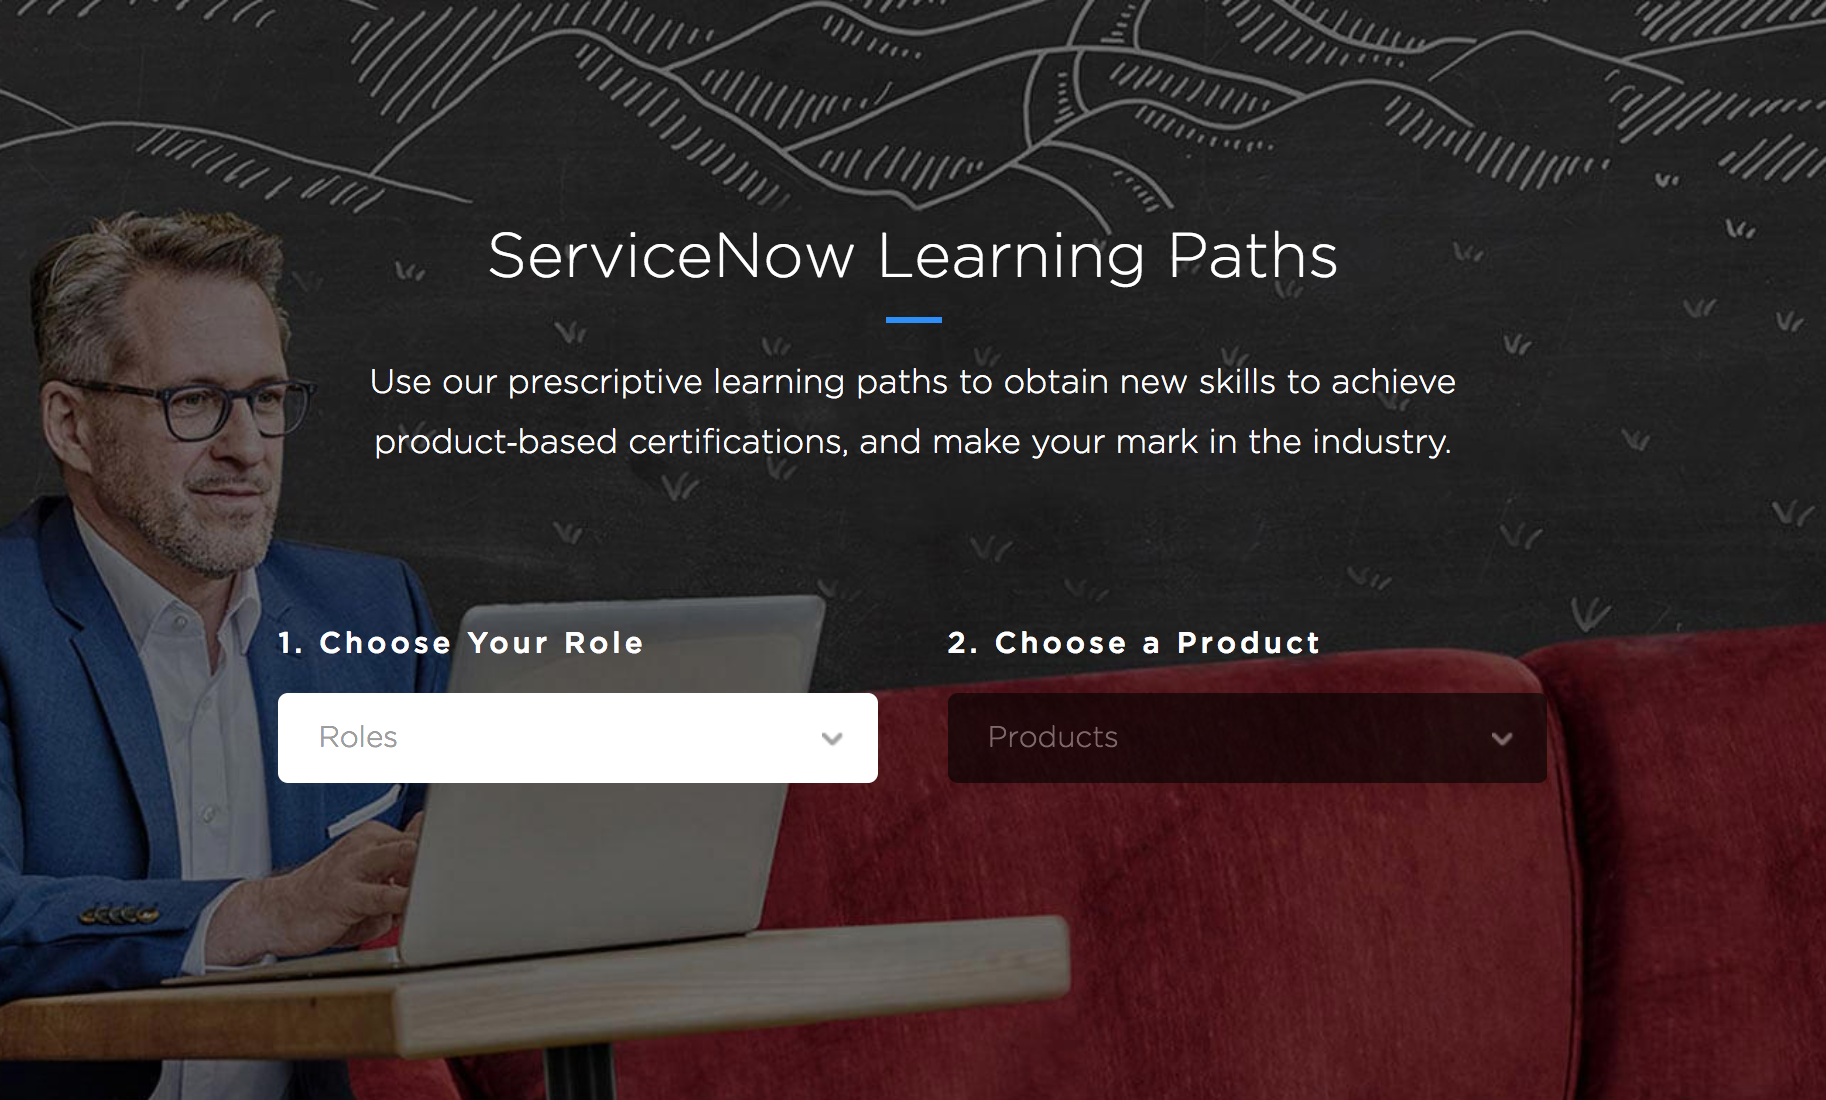 ServiceNow Learning Paths
Use our prescriptive learning paths to obtain new skills to achieve
product-based certifications, and make your mark in the industry.
1. Choose Your Role
2. Choose a Product
Roles
Products